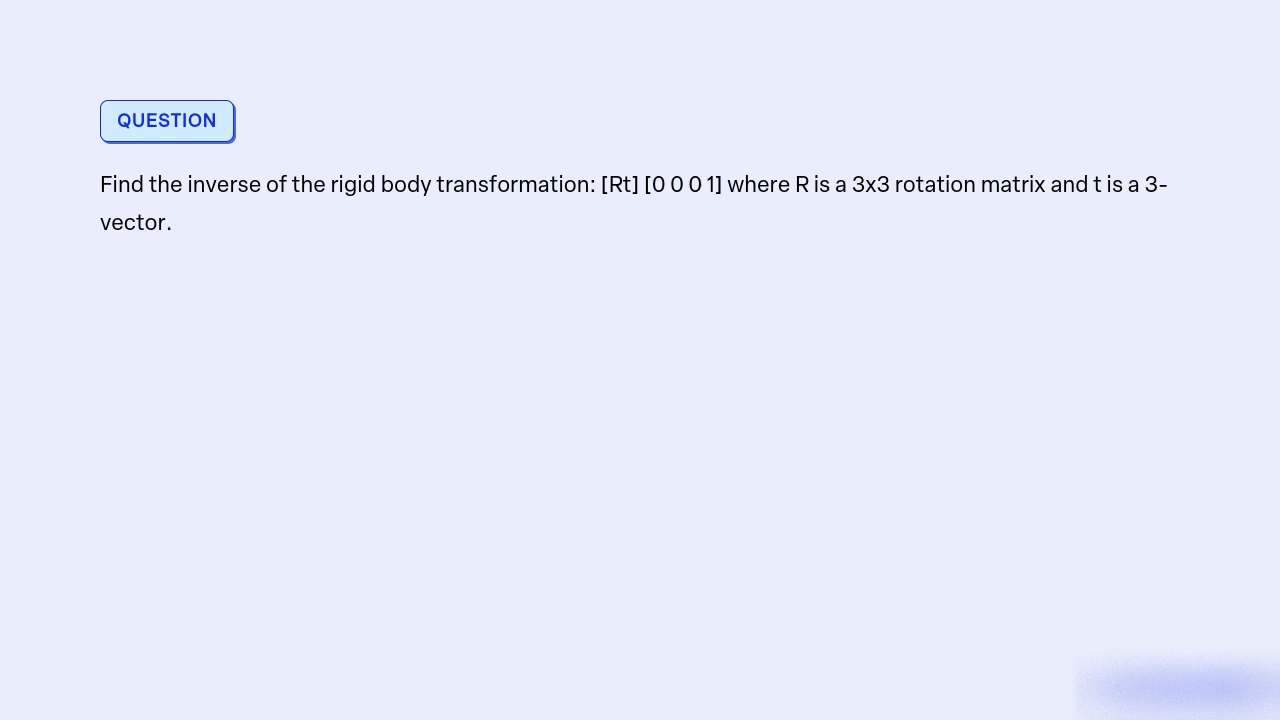 QUESTION
Find the inverse of the rigid body transformation: [Rt] [0 0 0 1] where R is a 3x3 rotation matrix and t is a 3-
vector.